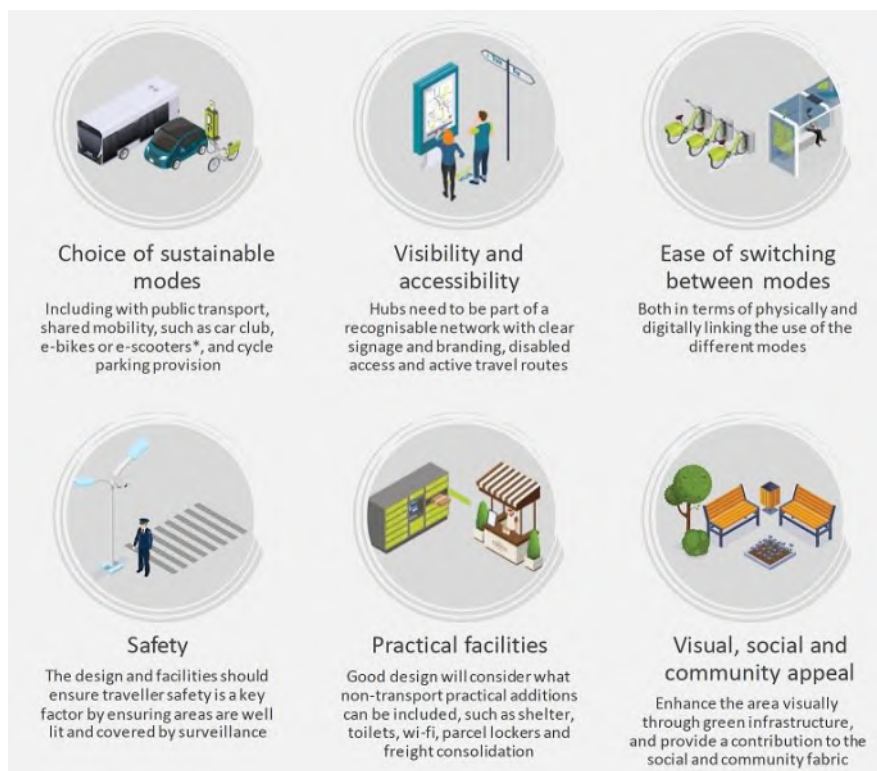 Choice of sustainable
modes
Including with public transport,
shared mobility, such as car club,
e-bikes or e-scooters*, and cycle
parking provision
Visibility and
accessibility
Hubs need to be part of a
recognisable network with clear
signage and branding, disabled
access and active travel routes
Ease of switching
between modes
Both in terms of physically and
digitally linking the use of the
different modes
Safety
The design and facilities should
ensure traveller safety is a key
factor by ensuring areas are well
lit and covered by surveillance
Practical facilities
Good design will consider what
non-transport practical additions
can be included, such as shelter,
toilets, wi-fi, parcel lockers and
freight consolidation
Visual, social and
community appeal
Enhance the area visually
through green infrastructure,
and provide a contribution to the
social and community fabric